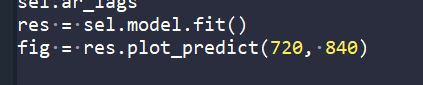 sel.ar_lags
res = sel.model.fit()
fig = res.plot_predict(720, 840)